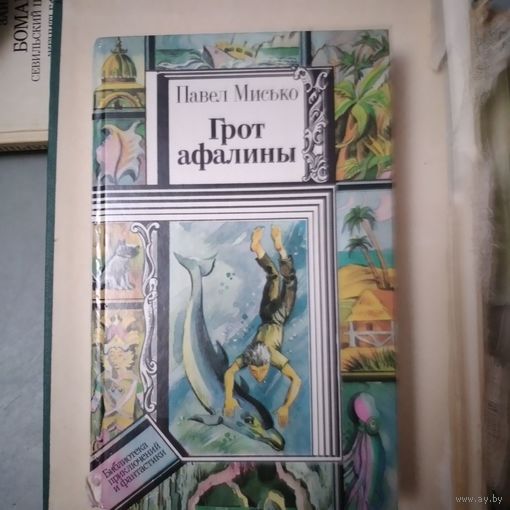 БОМА
СЕВИЛЬСКИЙ
Павел Мисько
Грот
афалины
Библиотека
приключений
и фантастики
www.ay.by